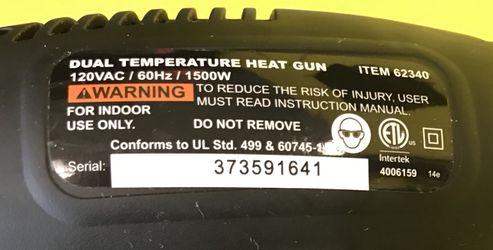 DUAL TEMPERATURE HEAT GUN
ITEM 62340
120VAC / 60Hz / 1500W
WARNING TO REDUCE THE RISK OF INJURY, USER
MUST READ INSTRUCTION MANUAL.
FOR INDOOR
USE ONLY. DO NOT REMOVE
Conforms to UL Std. 499 & 60745-1
ETL US
Intertek
Serial: 373591641
4006159 14e